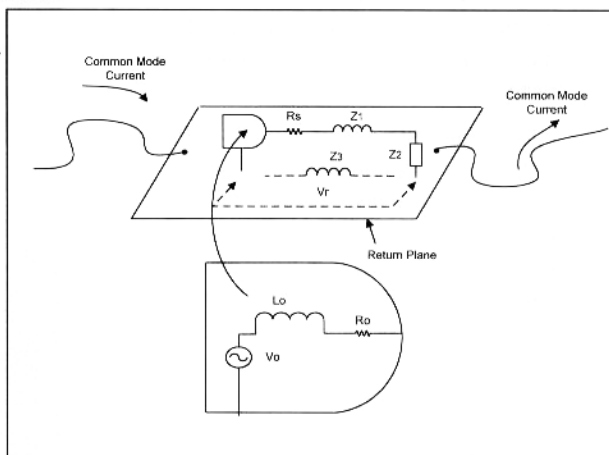 Common Mode
Current
Common Mode
Current
Rs
Z1
Z2
Z3
Vr
Return Plane
Lo
Ro
Vo